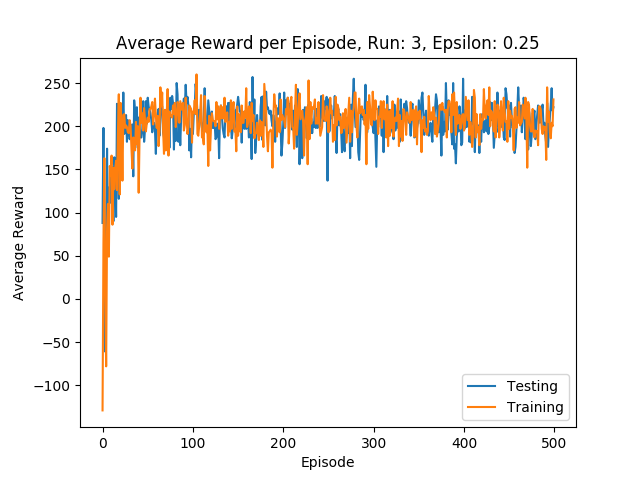 Average Reward per Episode, Run: 3, Epsilon: 0.25
250
200
150
100
50
0
−50
−100
Average Reward
0
100
200
300
400
500
Episode
Testing
Training